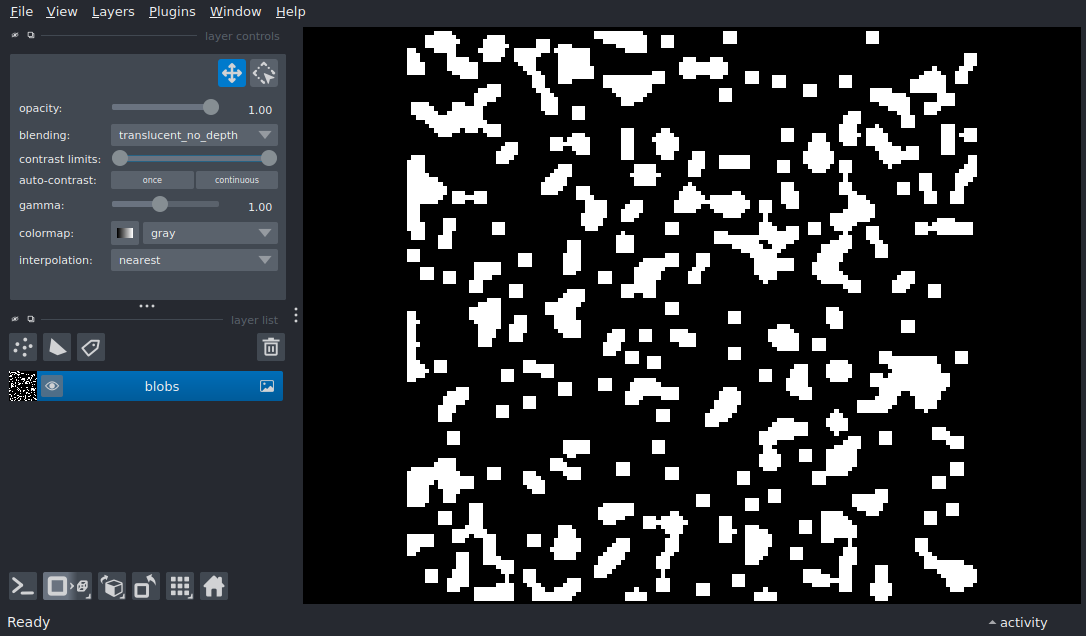 File View Layers Plugins Window Help
layer controls
opacity: 1.00
blending: translucent_no_depth
contrast limits:
auto-contrast: once continuous
gamma: 1.00
colormap: gray
interpolation: nearest
layer list
blobs
Ready activity